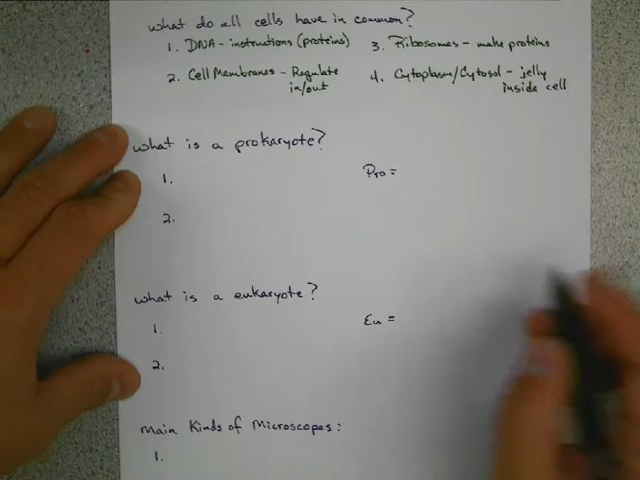 what do all cells have in common?
1. DNA - instructions (proteins)
2. Cell Membranes - Regulate
in/out
3. Ribosomes - make proteins
4. Cytoplasm/Cytosol - jelly
inside cell
what is a prokaryote?
1.
Pro =
2.
what is a eukaryote?
1.
Eu =
2.
Main Kinds of Microscopes:
1.